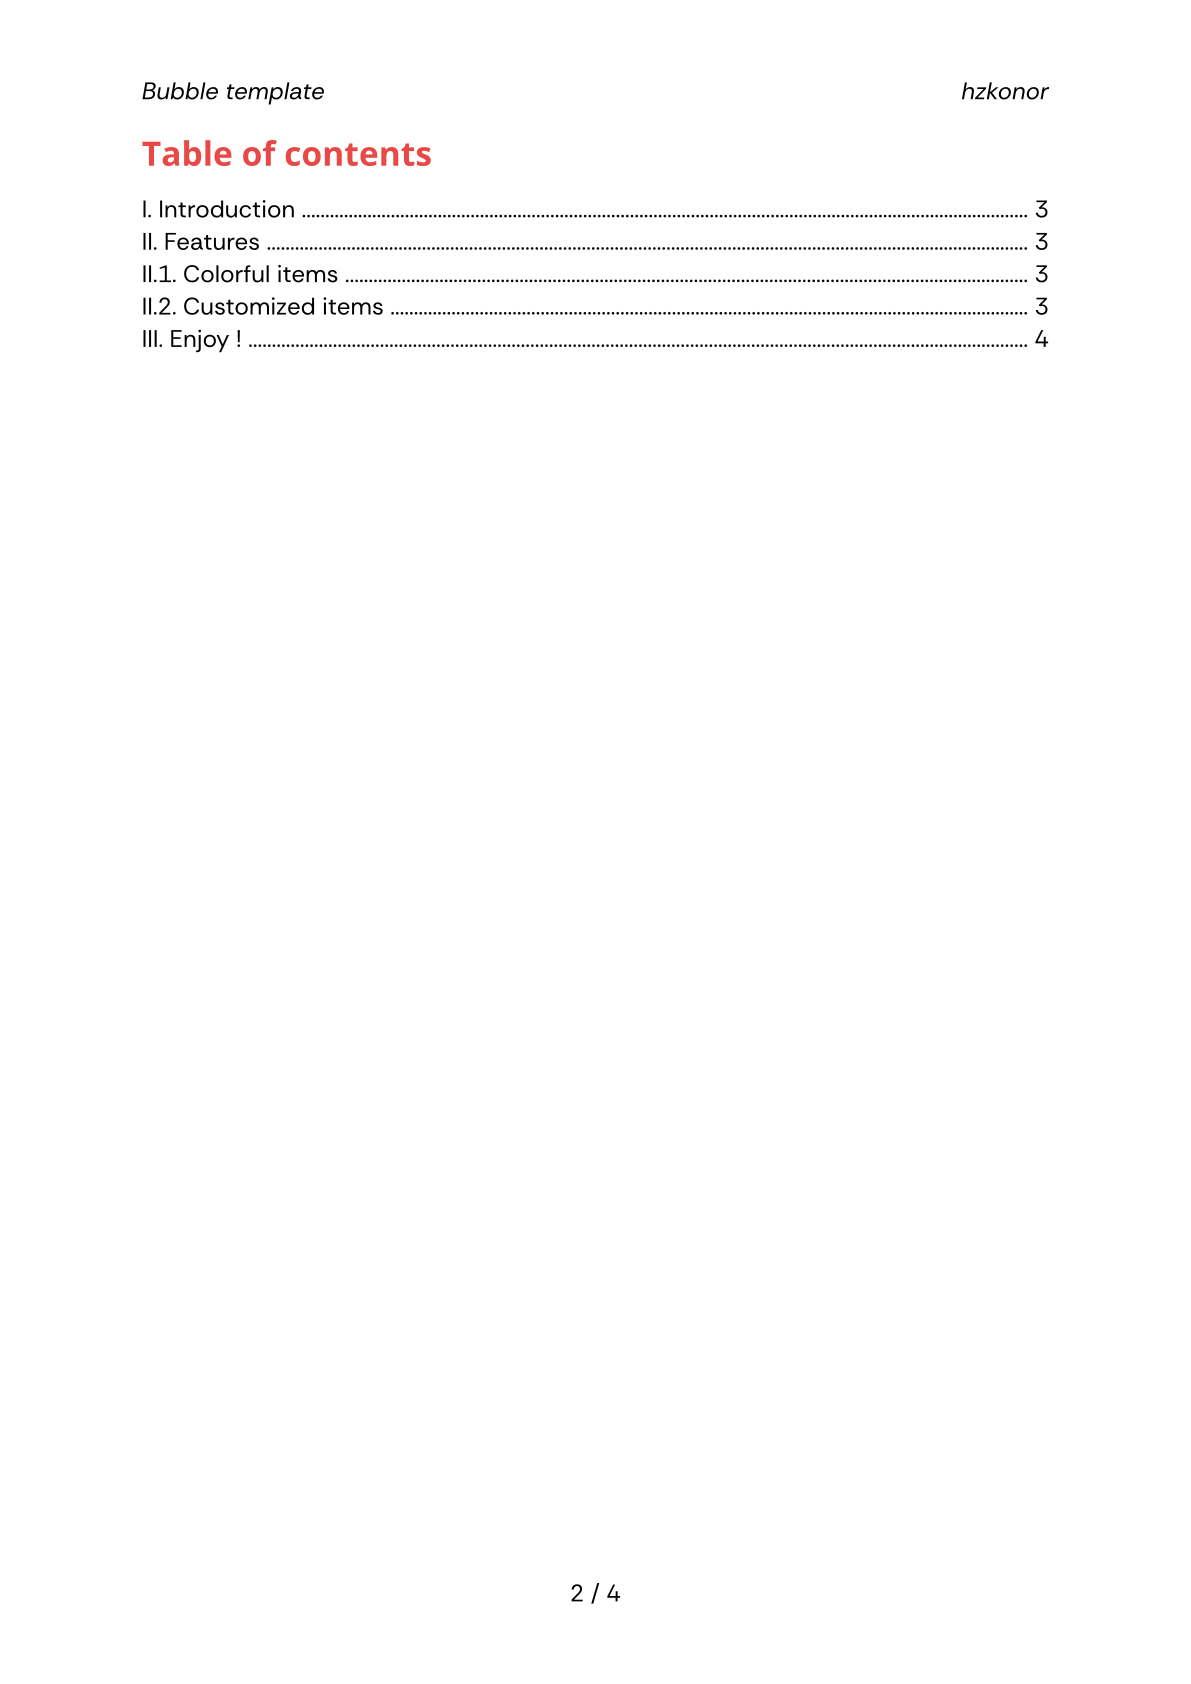 Bubble template hzkonor
Table of contents
I. Introduction ........................................................................ 3
II. Features ........................................................................ 3
II.1. Colorful items ........................................................................ 3
II.2. Customized items ........................................................................ 3
III. Enjoy ! ........................................................................ 4
2 / 4